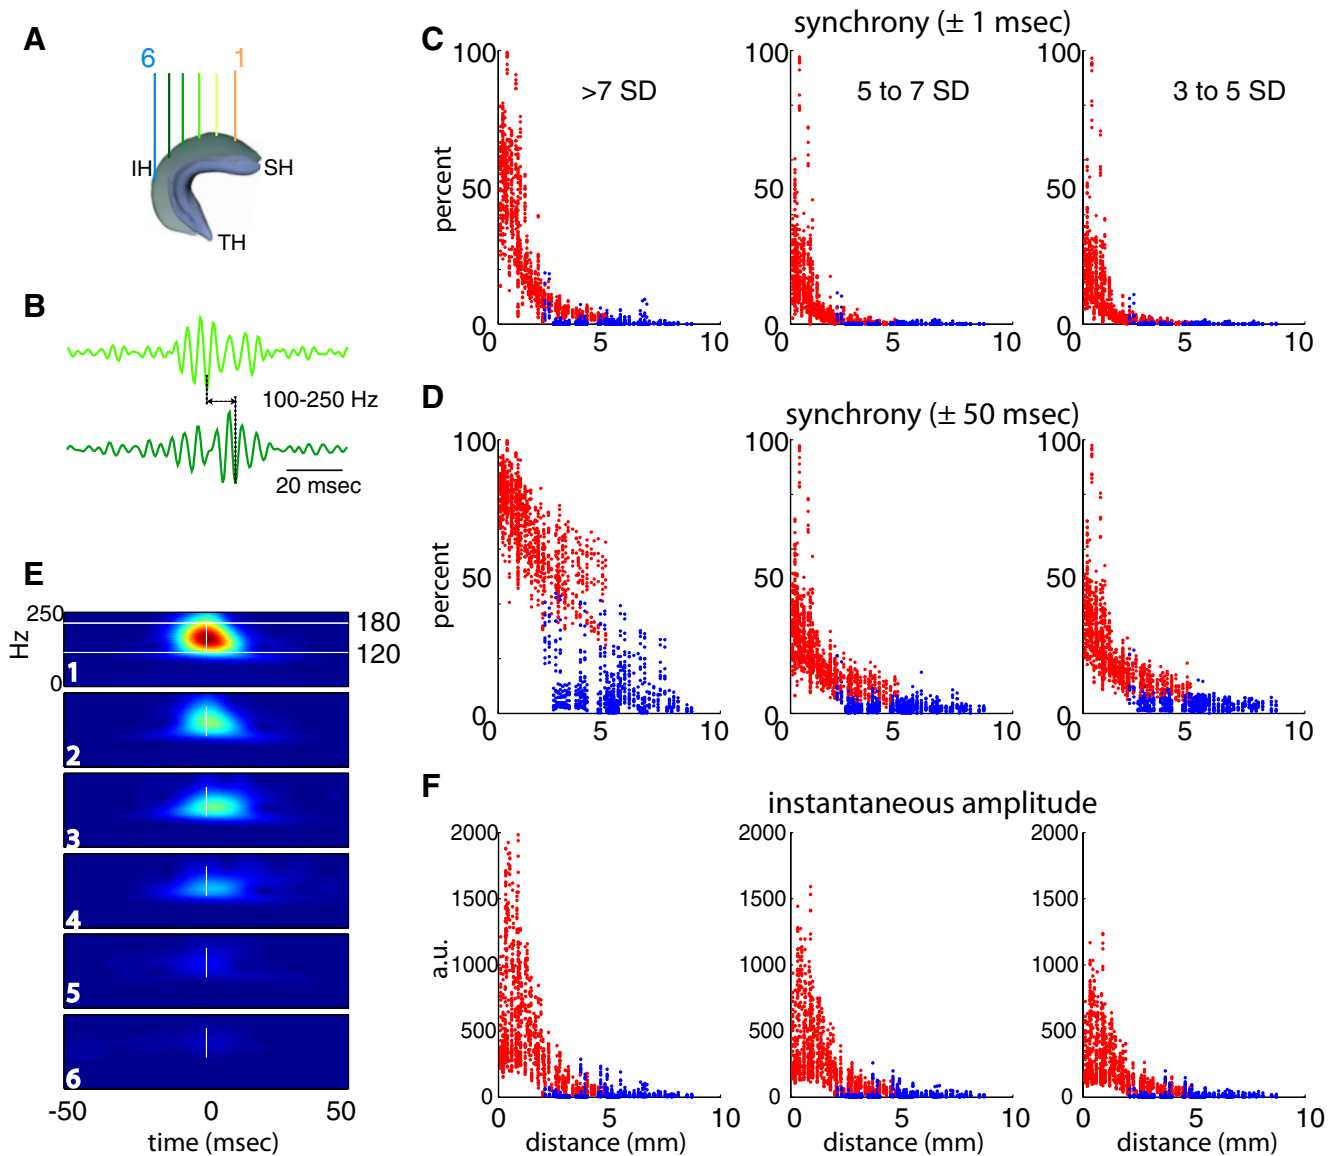 A
6 1
IH SH
TH
B
100-250 Hz
20 msec
C
synchrony (± 1 msec)
>7 SD 5 to 7 SD 3 to 5 SD
percent
100 100 100
50 50 50
0 0 0
0 5 10 0 5 10 0 5 10
D
synchrony (± 50 msec)
percent
100 100 100
50 50 50
0 0 0
0 5 10 0 5 10 0 5 10
E
Hz
250
0
180
120
1
2
3
4
5
6
-50 0 50
time (msec)
F
instantaneous amplitude
a.u.
2000 2000 2000
1500 1500 1500
1000 1000 1000
500 500 500
0 0 0
0 5 10 0 5 10 0 5 10
distance (mm) distance (mm) distance (mm)